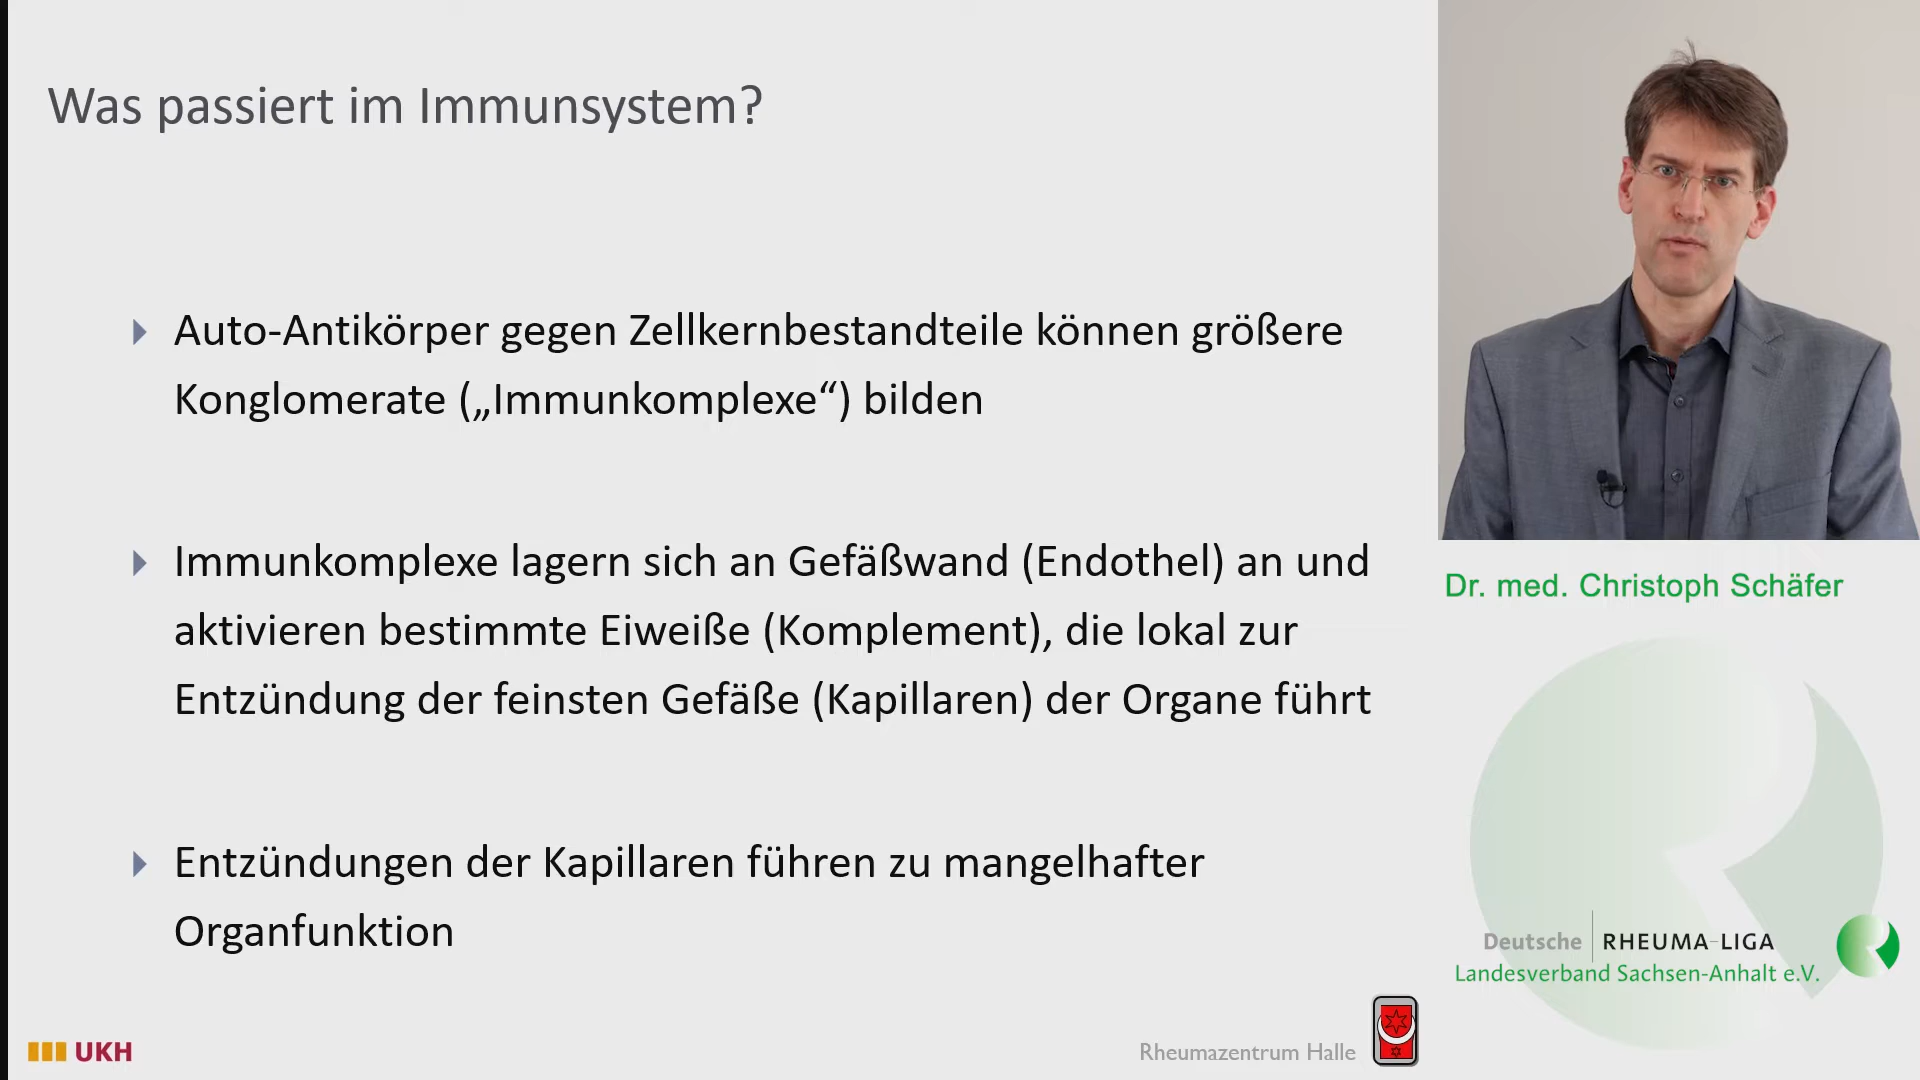 Was passiert im Immunsystem?
Auto-Antikörper gegen Zellkernbestandteile können größere
Konglomerate („Immunkomplexe“) bilden
Immunkomplexe lagern sich an Gefäßwand (Endothel) an und
aktivieren bestimmte Eiweiße (Komplement), die lokal zur
Entzündung der feinsten Gefäße (Kapillaren) der Organe führt
Entzündungen der Kapillaren führen zu mangelhafter
Organfunktion
Dr. med. Christoph Schäfer
Deutsche RHEUMA-LIGA
Landesverband Sachsen-Anhalt e.V.
UKH
Rheumazentrum Halle